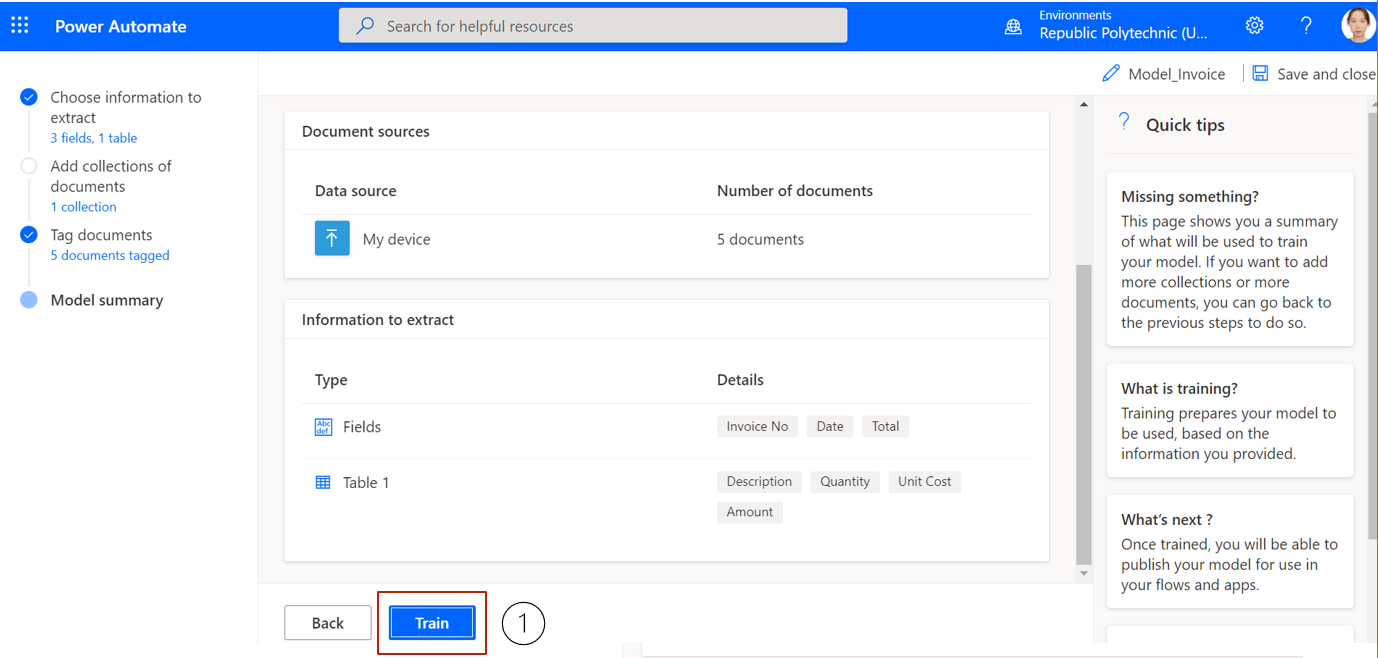 Power Automate
Search for helpful resources
Environments
Republic Polytechnic (U...
?
Model_Invoice
Save and close
Choose information to
extract
3 fields, 1 table
Add collections of
documents
1 collection
Tag documents
5 documents tagged
Model summary
Document sources
Data source
Number of documents
My device
5 documents
Information to extract
Type
Details
Abc
def
Fields
Invoice No
Date
Total
Table 1
Description
Quantity
Unit Cost
Amount
Back
Train
1
?
Quick tips
Missing something?
This page shows you a summary
of what will be used to train
your model. If you want to add
more collections or more
documents, you can go back to
the previous steps to do so.
What is training?
Training prepares your model to
be used, based on the
information you provided.
What's next ?
Once trained, you will be able to
publish your model for use in
your flows and apps.